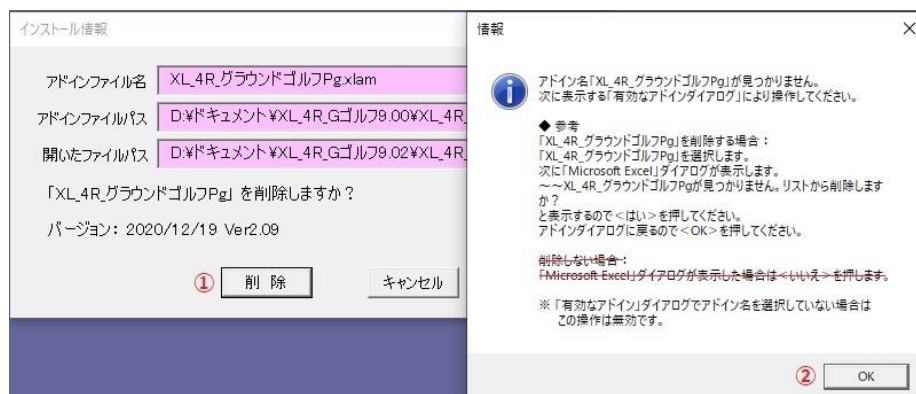 インストール情報
アドインファイル名 XL_4R_グラウンドゴルフPg.xlam
アドインファイルパス D:¥ドキュメント¥XL_4R_Gゴルフ9.00¥XL_4R_
開いたファイルパス D:¥ドキュメント¥XL_4R_Gゴルフ9.02¥XL_4R_
「XL_4R_グラウンドゴルフPg」を削除しますか？
バージョン： 2020/12/19 Ver2.09
① 削 除 キャンセル
情報
アドイン名「XL_4R_グラウンドゴルフPg」が見つかりません。
次に表示する「有効なアドインダイアログ」により操作してください。
◆ 参考
「XL_4R_グラウンドゴルフPg」を削除する場合：
「XL_4R_グラウンドゴルフPg」を選択します。
次に「Microsoft Excel」ダイアログが表示します。
～～XL_4R_グラウンドゴルフPgが見つかりません。リストから削除します
か？
と表示するので＜はい＞を押してください。
アドインダイアログに戻るので＜OK＞を押してください。
削除しない場合：
「Microsoft Excel」ダイアログが表示した場合は＜いいえ＞を押します。
※「有効なアドイン」ダイアログでアドイン名を選択していない場合は
この操作は無効です。
② OK